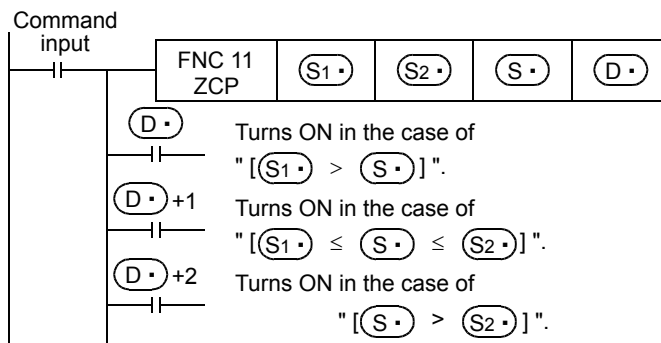 Command
input
FNC 11
ZCP
S1・
S2・
S・
D・
D・
Turns ON in the case of
" [S1・ > S・] ".
D・+1
Turns ON in the case of
" [S1・ ≤ S・ ≤ S2・] ".
D・+2
Turns ON in the case of
" [S・ > S2・] ".